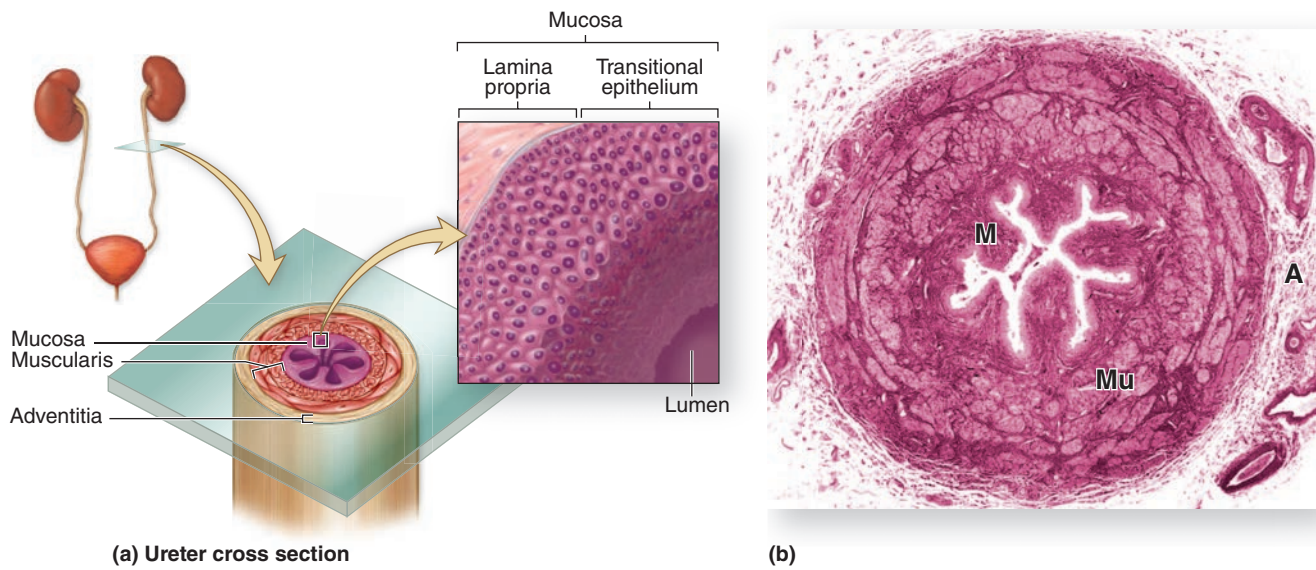 Mucosa
Lamina
propria
Transitional
epithelium
Mucosa
Muscularis
Adventitia
Lumen
(a) Ureter cross section
M
A
Mu
(b)